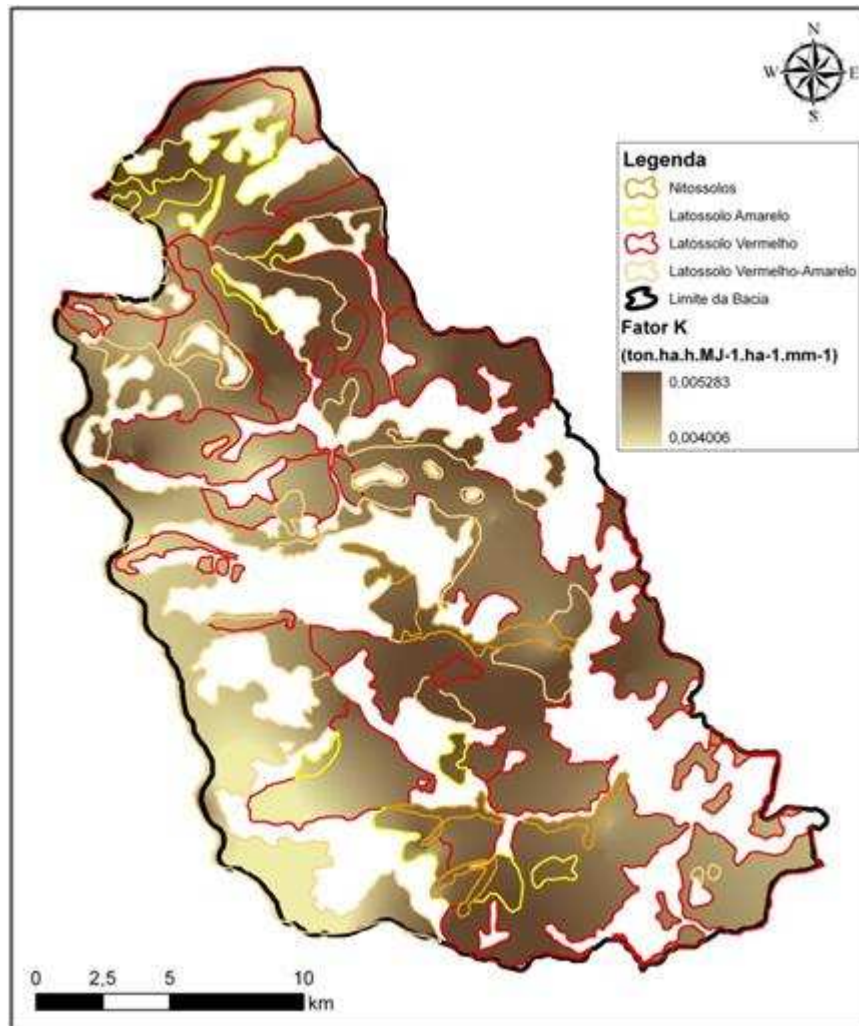 N
W E
S
Legenda
Nitossolos
Latossolo Amarelo
Latossolo Vermelho
Latossolo Vermelho-Amarelo
Limite da Bacia
Fator K
(ton.ha.h.MJ-1.ha-1.mm-1)
0,005283
0,004006
0 2,5 5 10
km